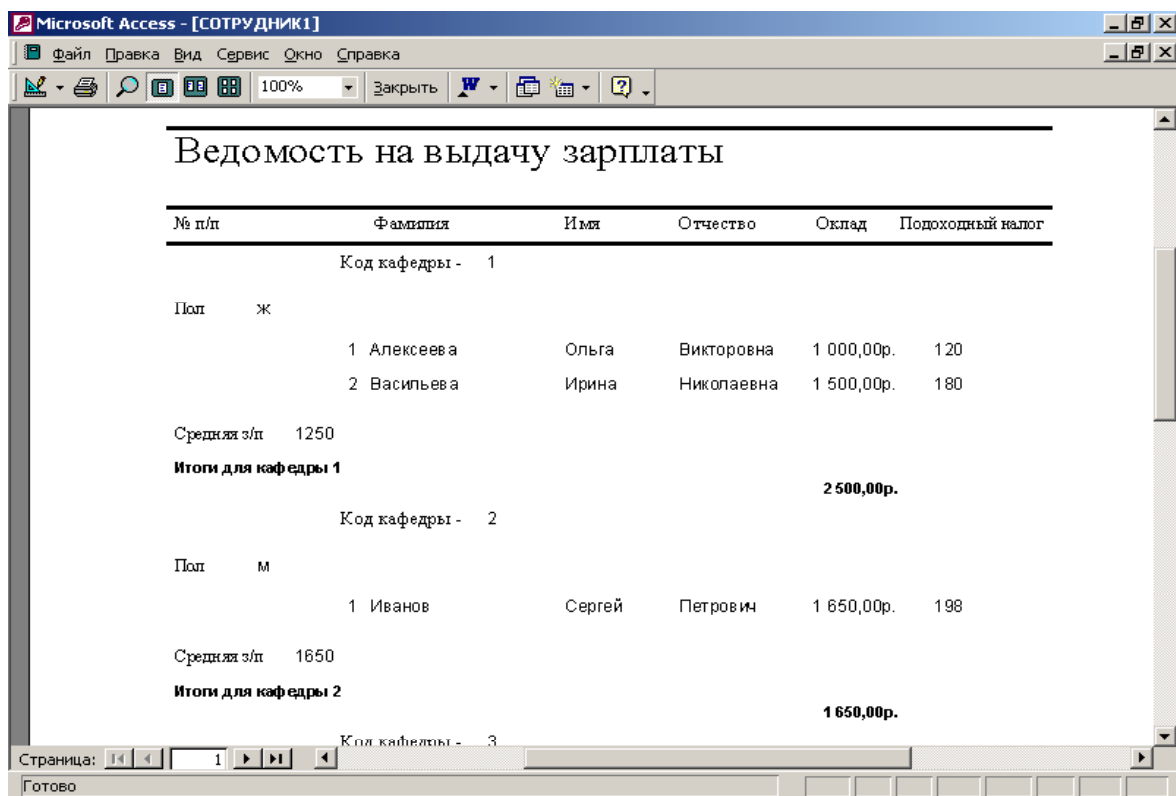 Microsoft Access - [СОТРУДНИК1]
Файл Правка Вид Сервис Окно Справка
100% Закрыть
Ведомость на выдачу зарплаты
№ п/п Фамилия Имя Отчество Оклад Подоходный налог
Код кафедры - 1
Пол ж
1 Алексеева Ольга Викторовна 1 000,00р. 120
2 Васильева Ирина Николаевна 1 500,00р. 180
Средняя з/п 1250
Итоги для кафедры 1
2 500,00р.
Код кафедры - 2
Пол м
1 Иванов Сергей Петрович 1 650,00р. 198
Средняя з/п 1650
Итоги для кафедры 2
1 650,00р.
Код кафедры - 3
Страница: 1
Готово